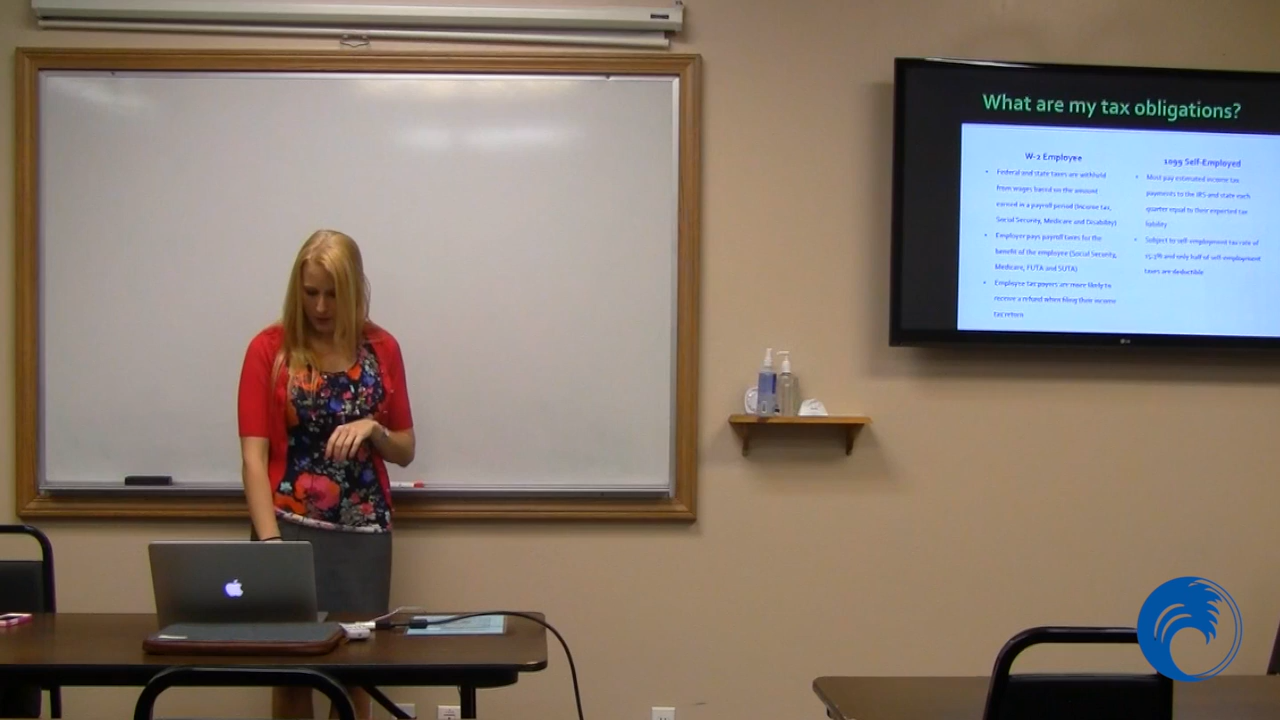 What are my tax obligations?
W-2 Employee
Federal and state taxes are withheld
from wages based on the amount
earned in a payroll period (Income tax,
Social Security, Medicare and Disability)
Employer pays payroll taxes for the
benefit of the employee (Social Security,
Medicare, FUTA and SUTA)
Employee tax payers are more likely to
receive a refund when filing their income
tax return
1099 Self-Employed
Must pay estimated income tax
payments to the IRS and state each
quarter equal to their expected tax
liability
Subject to self-employment tax rate of
15.3% and only half of self-employment
taxes are deductible
LG